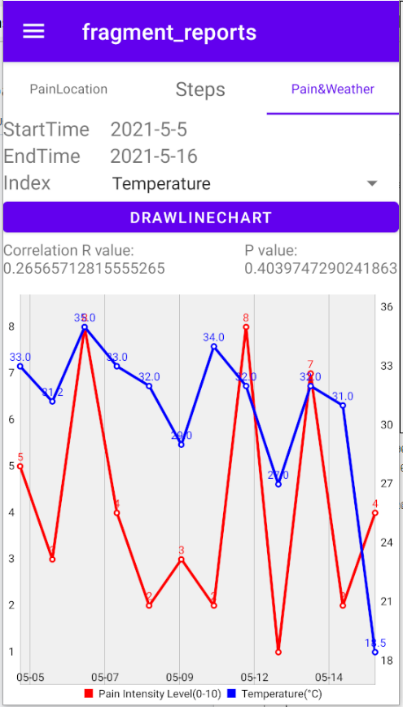 fragment_reports
PainLocation Steps Pain&Weather
StartTime 2021-5-5
EndTime 2021-5-16
Index Temperature
DRAWLINECHART
Correlation R value: P value:
0.26565712815555265 0.4039747290241863
36
8 35.0 8
34.0
33.0 33.0 33
7 32.0 32.0 7 32.0
31.2 31.0
6 30
29.0
5 5
27.0 27
4 4 4
24
3 3 3
2 2 2 2 2 21
1 18.5
18
05-05 05-07 05-09 05-12 05-14
Pain Intensity Level(0-10) Temperature(°C)